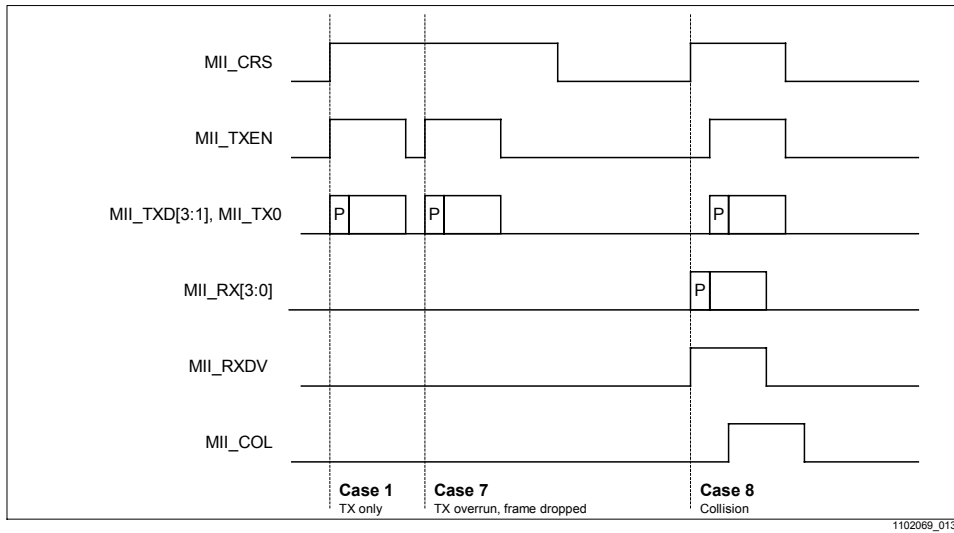 MII_CRS
MII_TXEN
MII_TXD[3:1], MII_TX0
P
P
P
MII_RX[3:0]
P
MII_RXDV
MII_COL
Case 1
TX only
Case 7
TX overrun, frame dropped
Case 8
Collision
1102069_013